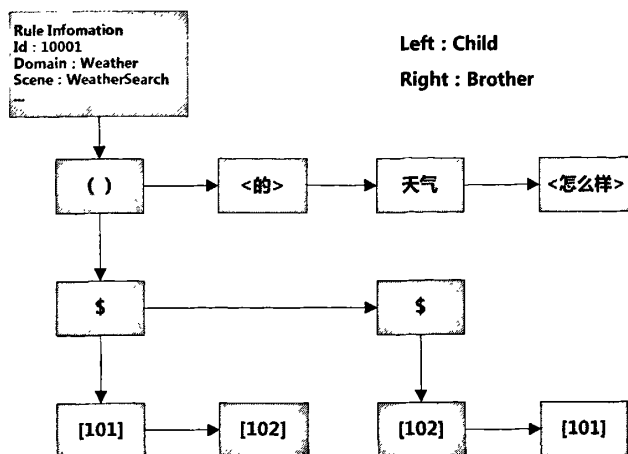 Rule Infomation
Id : 10001
Domain : Weather
Scene : WeatherSearch
...
Left : Child
Right : Brother
( )
<的>
天气
<怎么样>
$
$
[101]
[102]
[102]
[101]